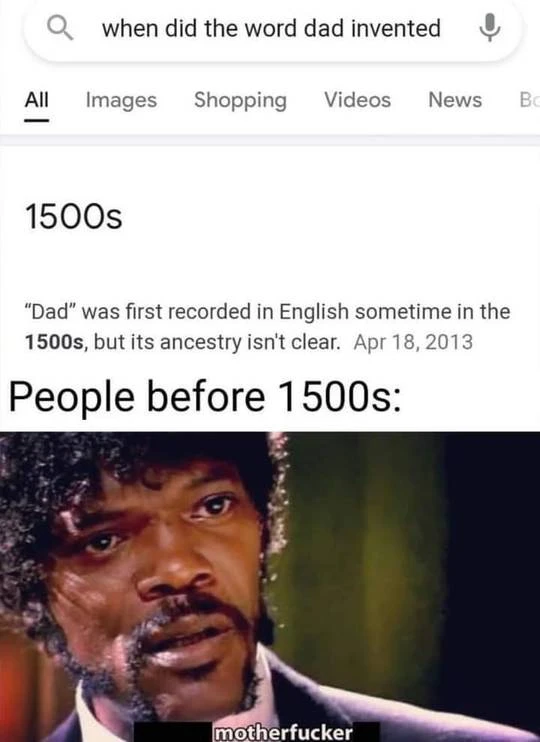 when did the word dad invented
All Images Shopping Videos News Bo
1500s
“Dad” was first recorded in English sometime in the
1500s, but its ancestry isn't clear. Apr 18, 2013
People before 1500s:
motherfucker